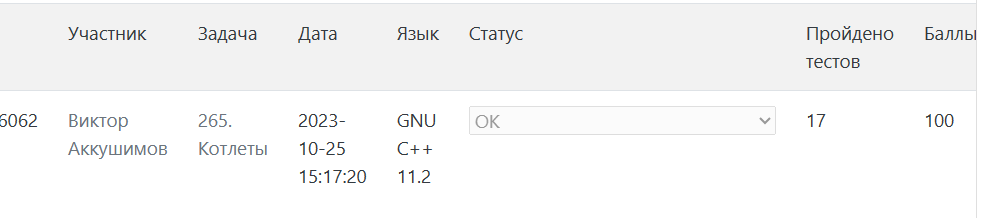 Участник Задача Дата Язык Статус Пройдено Баллы
тестов
6062 Виктор 265. 2023- GNU OK 17 100
Аккушимов Котлеты 10-25 C++
15:17:20 11.2